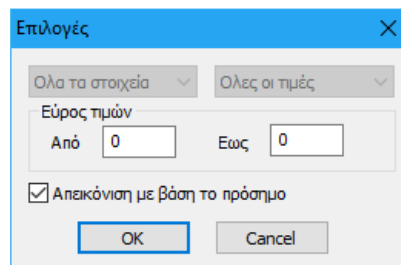 Επιλογές
Ολα τα στοιχεία Ολες οι τιμές
Εύρος τιμών
Από 0 Εως 0
Απεικόνιση με βάση το πρόσημο
OK Cancel